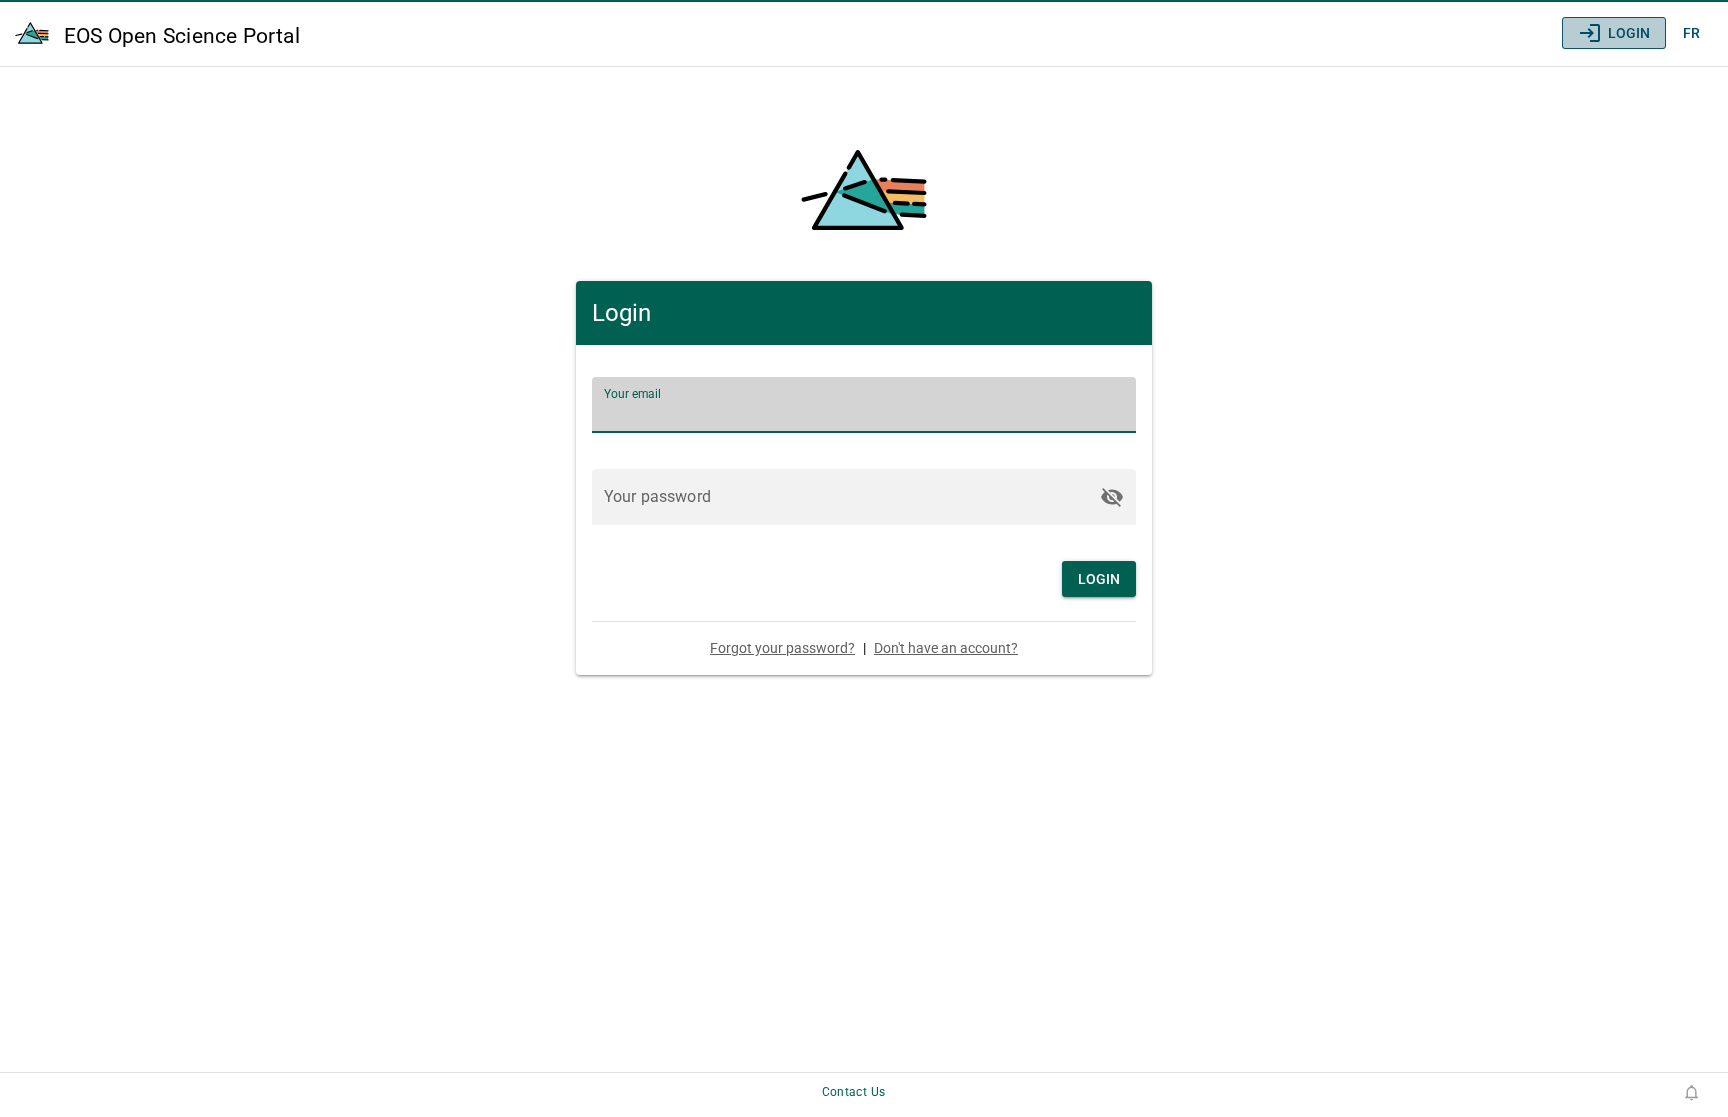 EOS Open Science Portal
LOGIN
FR
Login
Your email
Your password
LOGIN
Forgot your password? | Don't have an account?
Contact Us